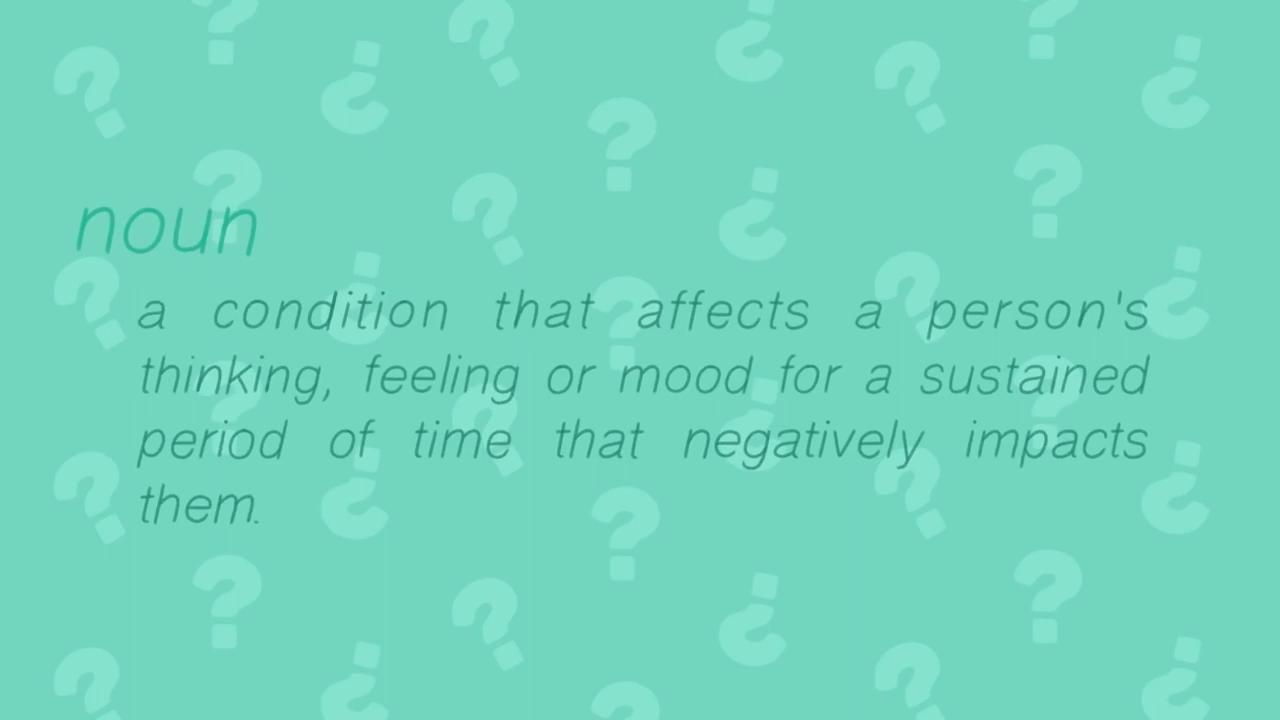 noun
a condition that affects a person's
thinking, feeling or mood for a sustained
period of time that negatively impacts
them.